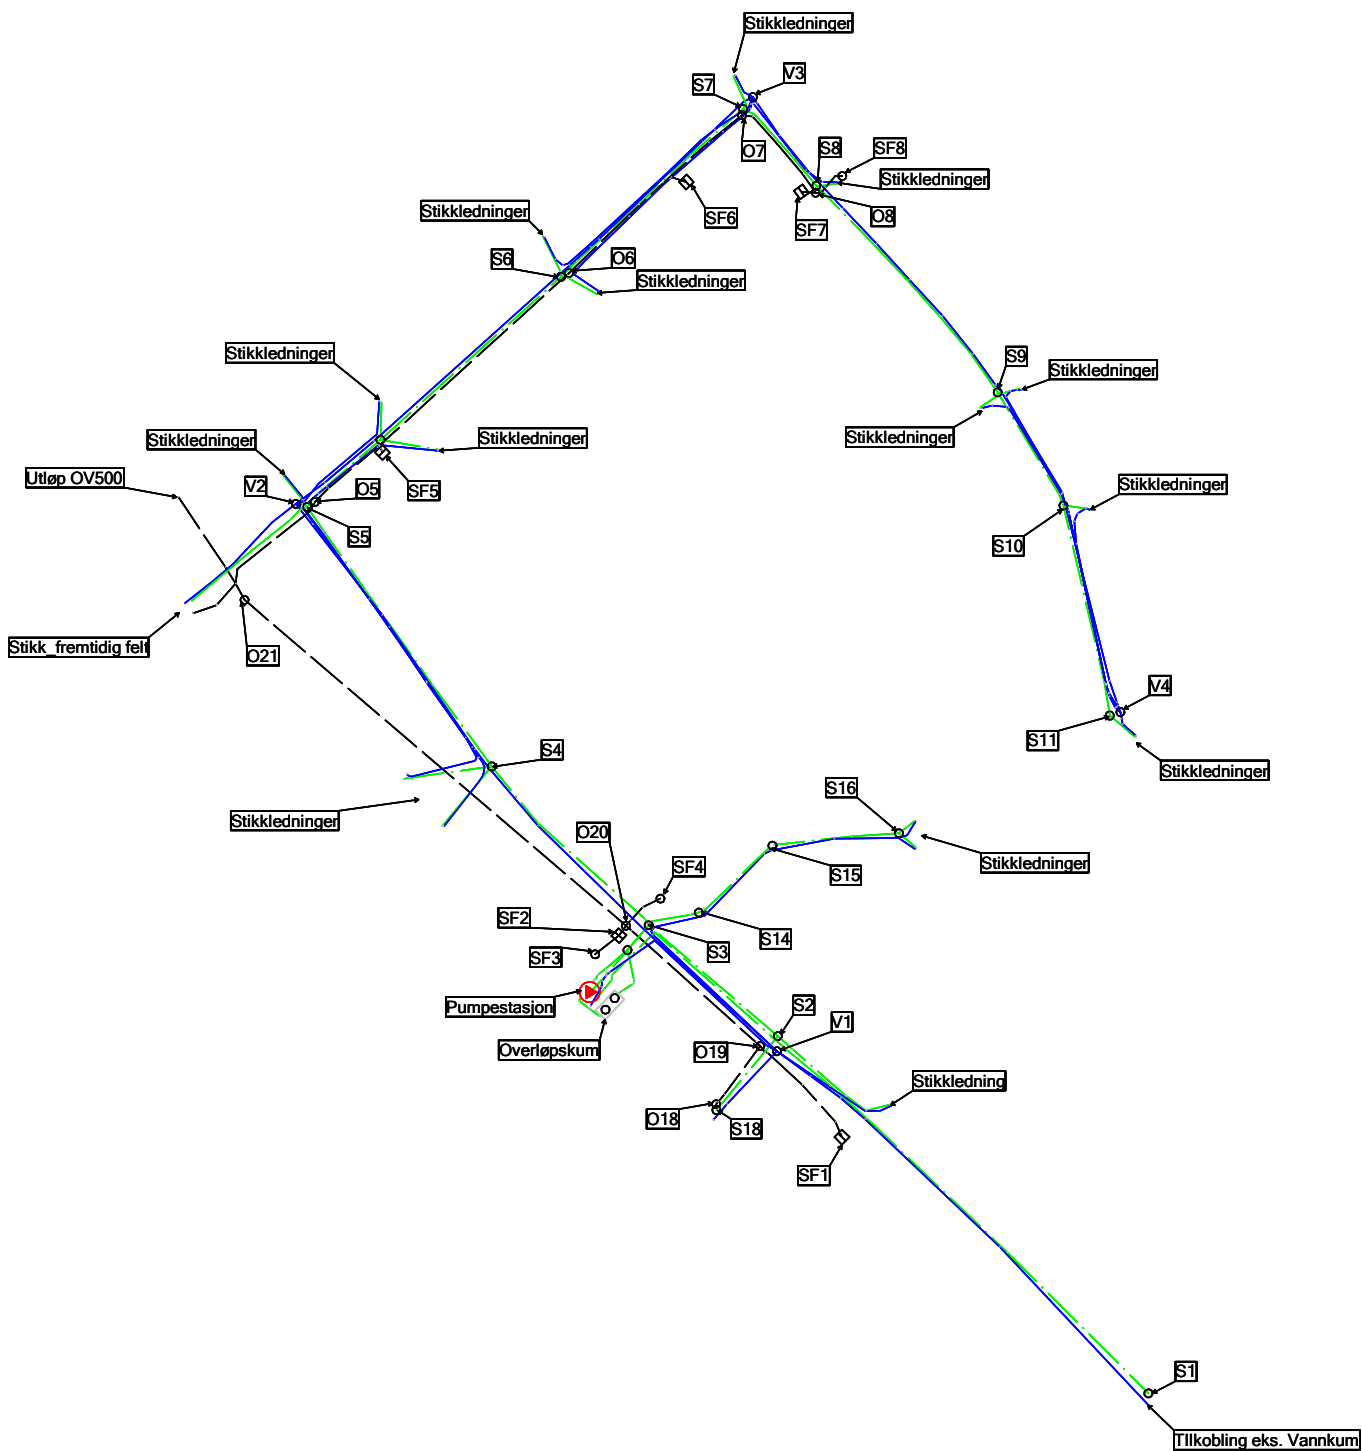 Stikkledninger
V3
S7
O7
S8
SF8
Stikkledninger
SF6
SF7
O8
Stikkledninger
S6
O6
Stikkledninger
Stikkledninger
S9
Stikkledninger
Stikkledninger
Stikkledninger
Stikkledninger
Utløp OV500
V2
O5
SF5
S5
Stikkledninger
S10
Stikk_fremtidig felt
O21
V4
S11
Stikkledninger
S4
S16
Stikkledninger
O20
Stikkledninger
SF4
S15
SF2
S14
S3
SF3
Pumpestasjon
S2
V1
Overløpskum
O19
Stikkledning
O18
S18
SF1
S1
TIlkobling eks. Vannkum